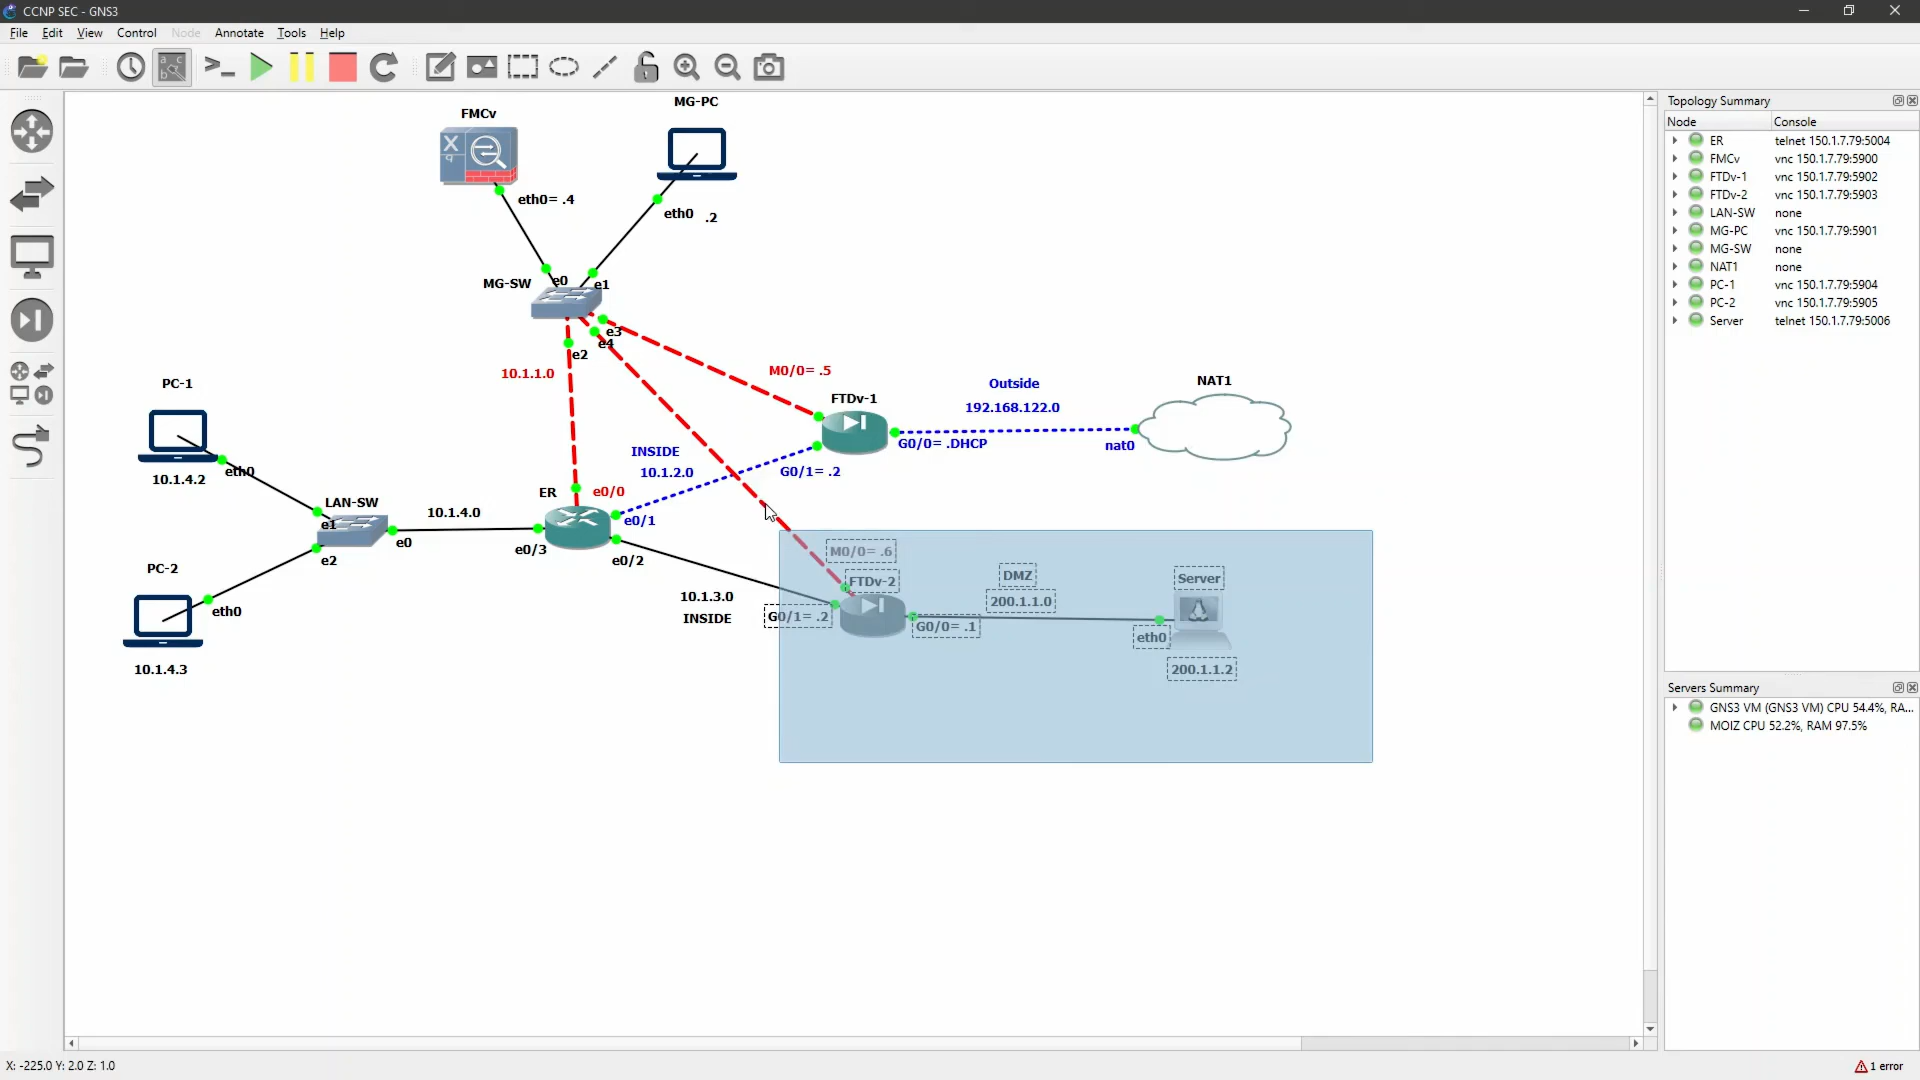 CCNP SEC - GNS3
File Edit View Control Node Annotate Tools Help
FMCv
MG-PC
eth0= .4
eth0 .2
MG-SW
e0
e1
e3
e4
e2
10.1.1.0
M0/0= .5
FTDv-1
Outside
192.168.122.0
NAT1
G0/0= .DHCP
nat0
INSIDE
10.1.2.0
G0/1= .2
PC-1
eth0
10.1.4.2
LAN-SW
e1
e0
e2
10.1.4.0
ER
e0/0
e0/1
e0/3
e0/2
PC-2
eth0
10.1.4.3
10.1.3.0
INSIDE
M0/0= .6
FTDv-2
G0/1= .2
G0/0= .1
DMZ
200.1.1.0
Server
eth0
200.1.1.2
Topology Summary
Node Console
ER telnet 150.1.7.79:5004
FMCv vnc 150.1.7.79:5900
FTDv-1 vnc 150.1.7.79:5902
FTDv-2 vnc 150.1.7.79:5903
LAN-SW none
MG-PC vnc 150.1.7.79:5901
MG-SW none
NAT1 none
PC-1 vnc 150.1.7.79:5904
PC-2 vnc 150.1.7.79:5905
Server telnet 150.1.7.79:5006
Servers Summary
GNS3 VM (GNS3 VM) CPU 54.4%, RA...
MOIZ CPU 52.2%, RAM 97.5%
X: -225.0 Y: 2.0 Z: 1.0
1 error